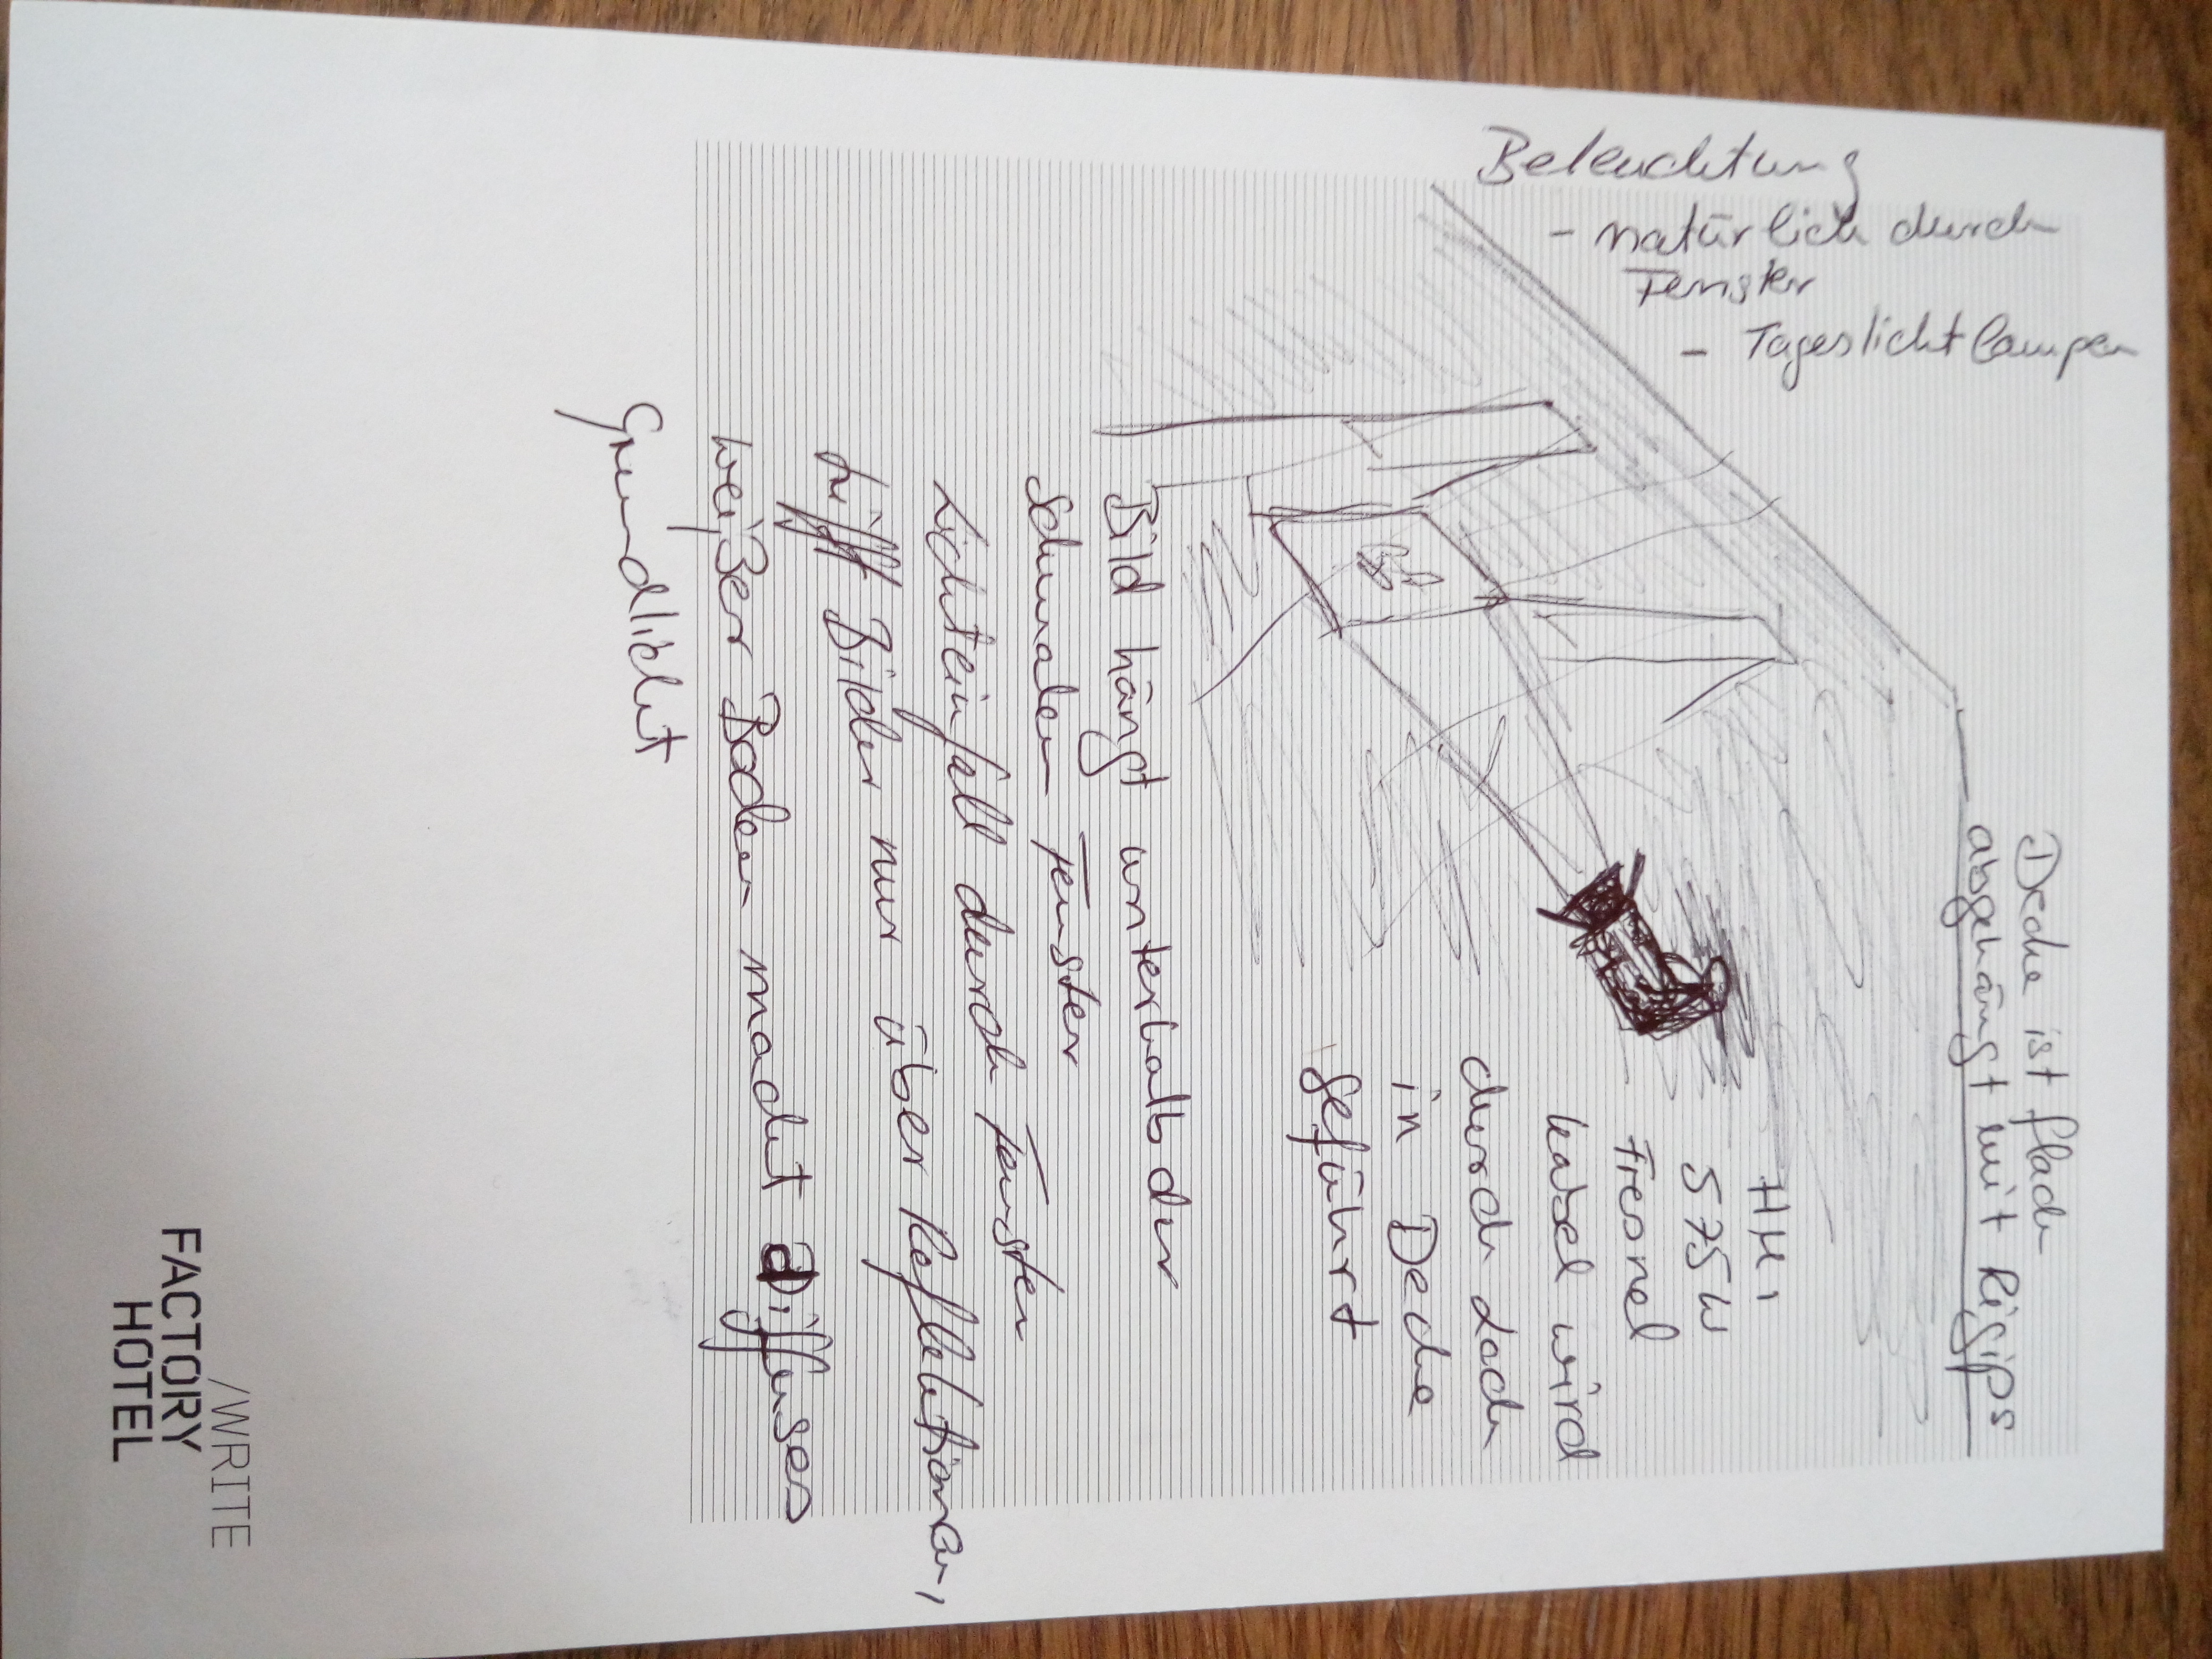 Beleuchtung
- natürlich durch
Fenster
- Tageslichtlampen
Decke ist flach
abgehängt mit Rigips
HMI
575W
Fresnel
Kabel wird
durch Loch
in Decke
geführt
Bild hängt unterhalb der
schmalen Fenster
Lichteinfall durch Fenster
trifft Bilder nur über Reflektionen,
weißer Boden macht diffuses
Grundlicht
/WRITE
FACTORY
HOTEL